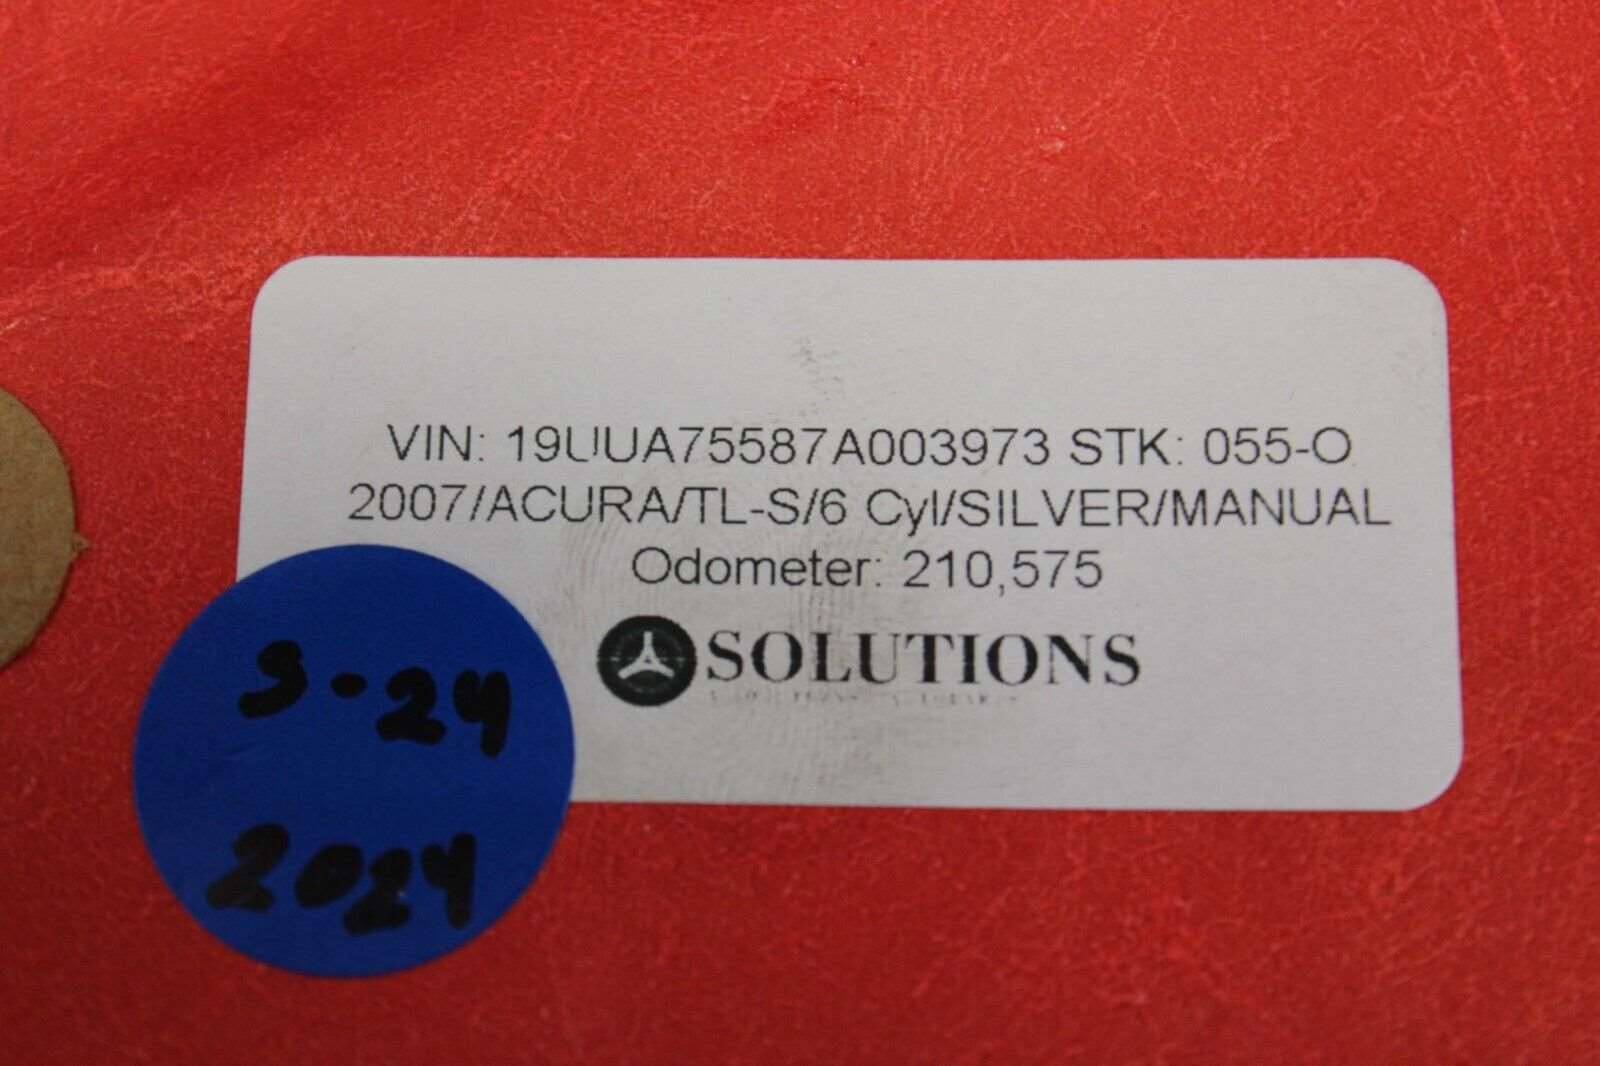 VIN: 19UUA75587A003973 STK: 055-O
2007/ACURA/TL-S/6 Cyl/SILVER/MANUAL
Odometer: 210,575
SOLUTIONS
3-24
2024